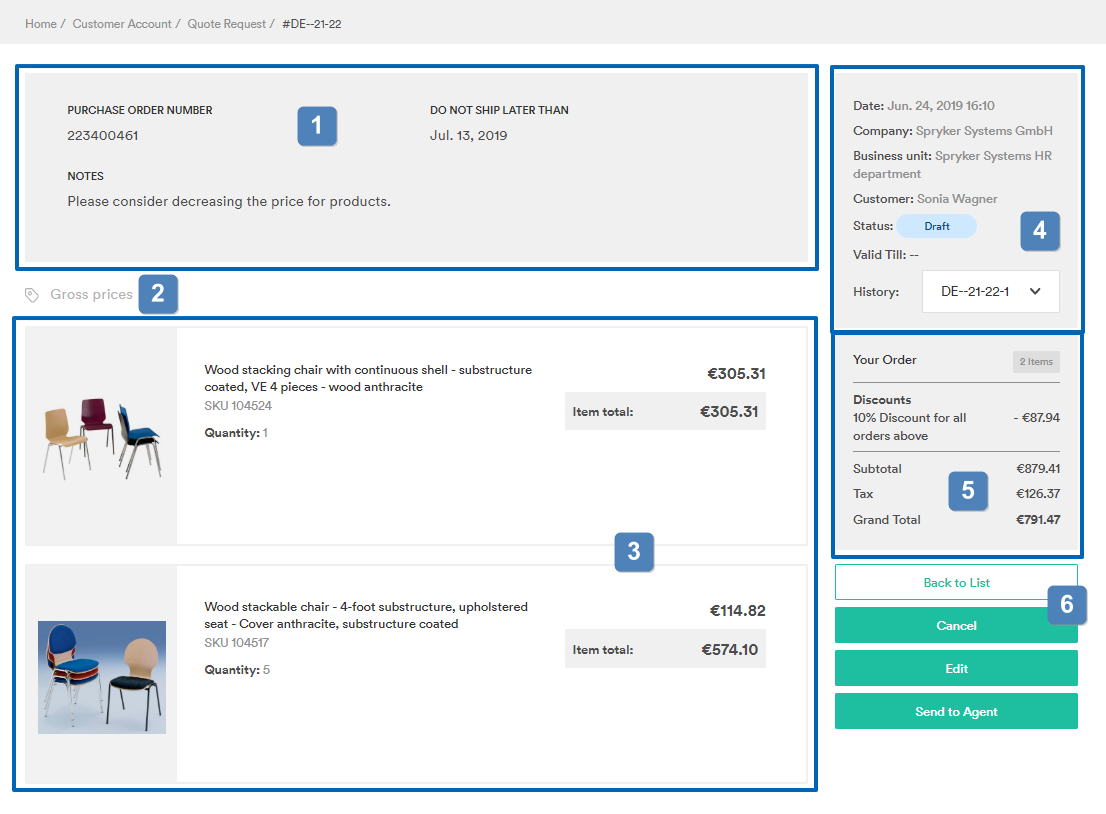 Home / Customer Account / Quote Request / #DE--21-22
PURCHASE ORDER NUMBER
223400461
1
DO NOT SHIP LATER THAN
Jul. 13, 2019
NOTES
Please consider decreasing the price for products.
Gross prices
2
Wood stacking chair with continuous shell - substructure
coated, VE 4 pieces - wood anthracite
SKU 104524
Quantity: 1
€305.31
Item total: €305.31
3
Wood stackable chair - 4-foot substructure, upholstered
seat - Cover anthracite, substructure coated
SKU 104517
Quantity: 5
€114.82
Item total: €574.10
Date: Jun. 24, 2019 16:10
Company: Spryker Systems GmbH
Business unit: Spryker Systems HR
department
Customer: Sonia Wagner
Status: Draft
4
Valid Till: --
History: DE--21-22-1
Your Order 2 Items
Discounts
10% Discount for all - €87.94
orders above
Subtotal €879.41
Tax €126.37
5
Grand Total €791.47
Back to List
6
Cancel
Edit
Send to Agent